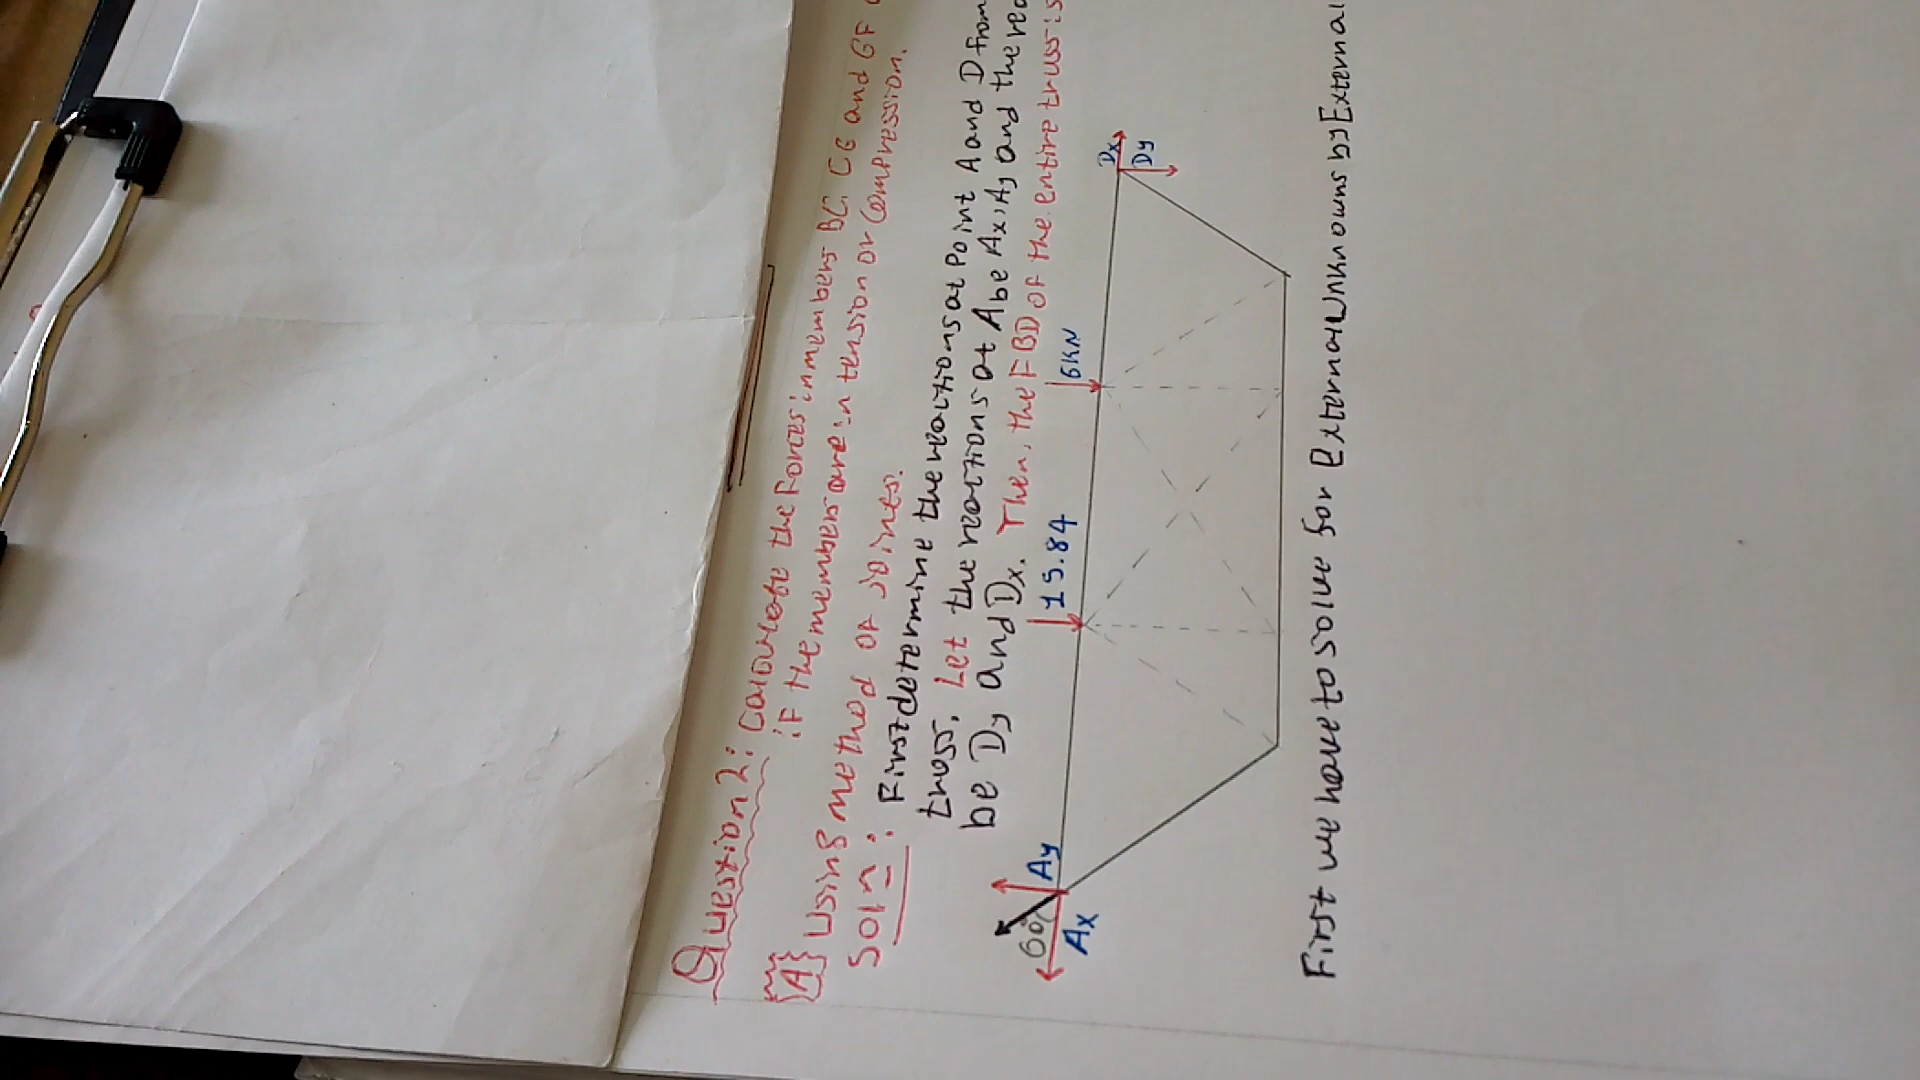 Question 2: Calculate the forces in members BC, CG and GF
if the members are in tension or Compression.
{A} Using method of joines.
Soln: First determine the reactions at Point A and D from
truss. Let the reactions at A be Ax, Ay and the
be Dy and Dx. Then, the FBD of the entire truss is
60°
Ay
Ax
15.84
6KN
Dx
Dy
First we have to solve for External Unknowns by External